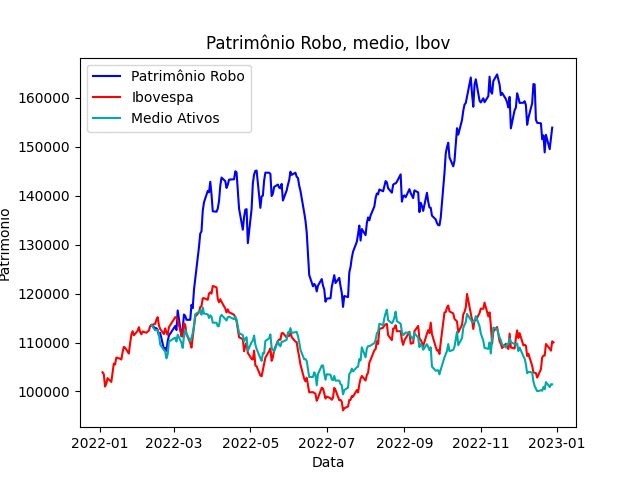 Patrimônio Robo, medio, Ibov
Patrimônio Robo
Ibovespa
Medio Ativos
160000
150000
140000
130000
120000
110000
100000
Patrimonio
2022-01
2022-03
2022-05
2022-07
2022-09
2022-11
2023-01
Data